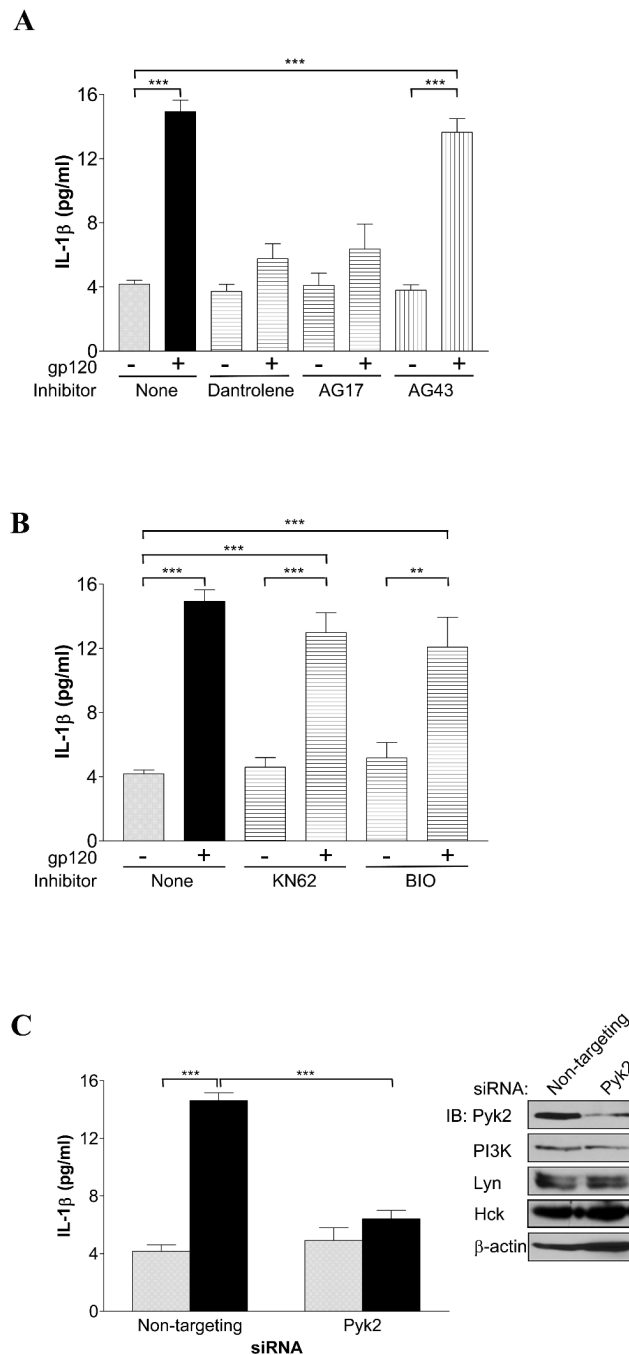 A
***
*** ***
16
12
8
4
0
IL-1β (pg/ml)
gp120 - + - + - + - +
Inhibitor None Dantrolene AG17 AG43
B
***
***
*** *** **
16
12
8
4
0
IL-1β (pg/ml)
gp120 - + - + - +
Inhibitor None KN62 BIO
C
*** ***
16
12
8
4
0
IL-1β (pg/ml)
Non-targeting Pyk2
siRNA
siRNA: Non-targeting Pyk2
IB: Pyk2
PI3K
Lyn
Hck
β-actin